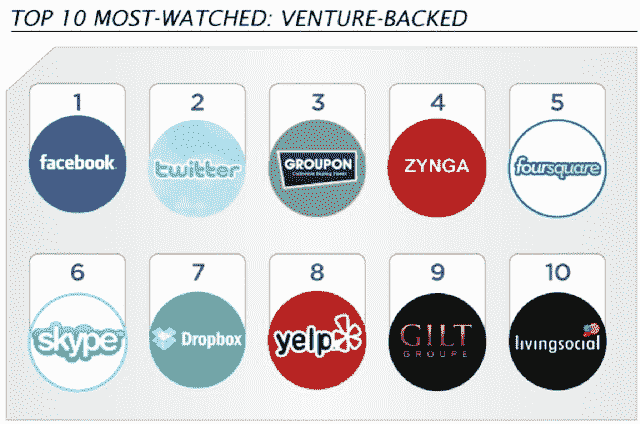 TOP 10 MOST-WATCHED: VENTURE-BACKED
1
2
3
4
5
facebook
twitter
GROUPON
Collective Buying Power
ZYNGA
foursquare
6
7
8
9
10
skype
Dropbox
yelp
GILT
GROUPE
livingsocial